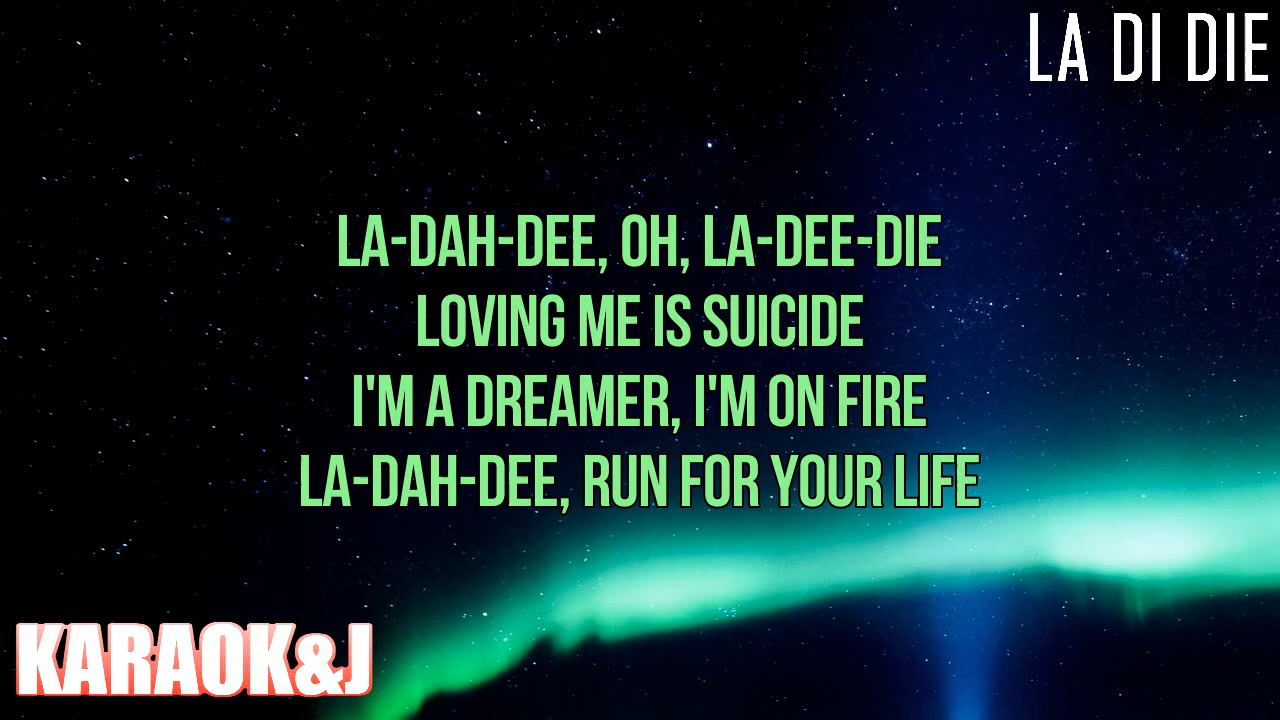 LA DI DIE
LA-DAH-DEE, OH, LA-DEE-DIE
LOVING ME IS SUICIDE
I'M A DREAMER, I'M ON FIRE
LA-DAH-DEE, RUN FOR YOUR LIFE
KARAOK&J